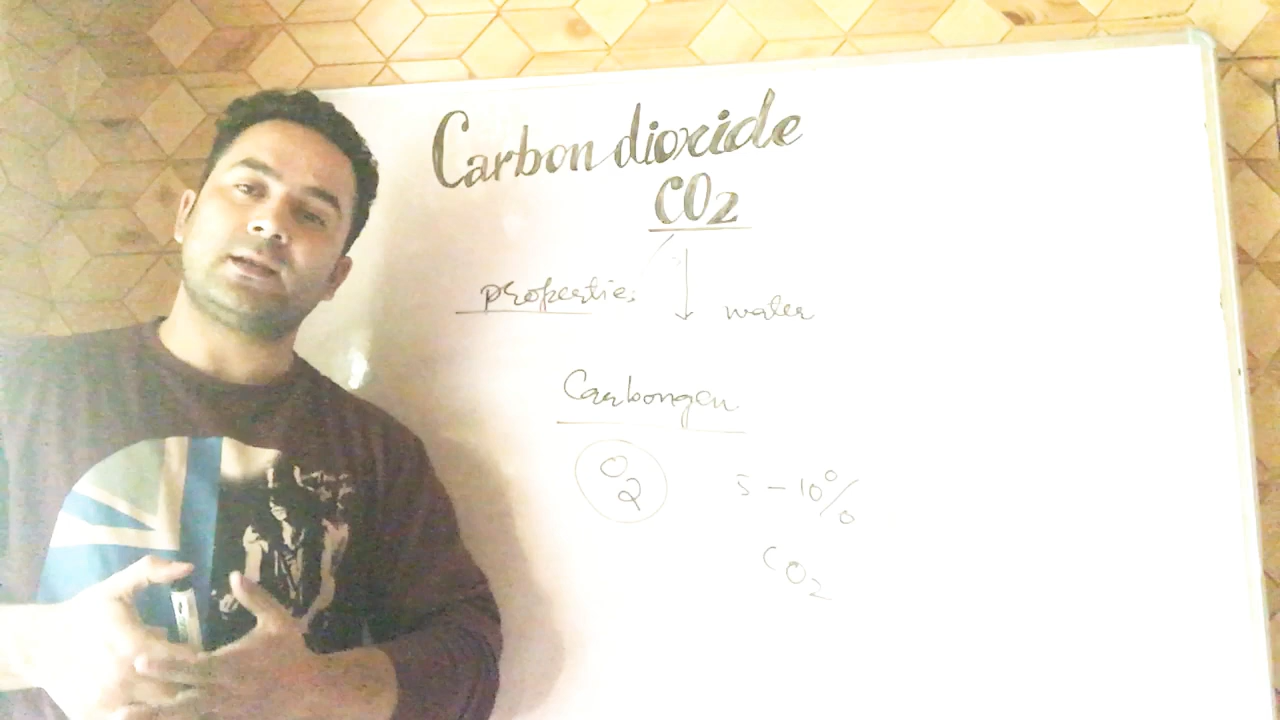 Carbon dioxide
CO2
properties
water
Carbongen
O2
5-10%
CO2